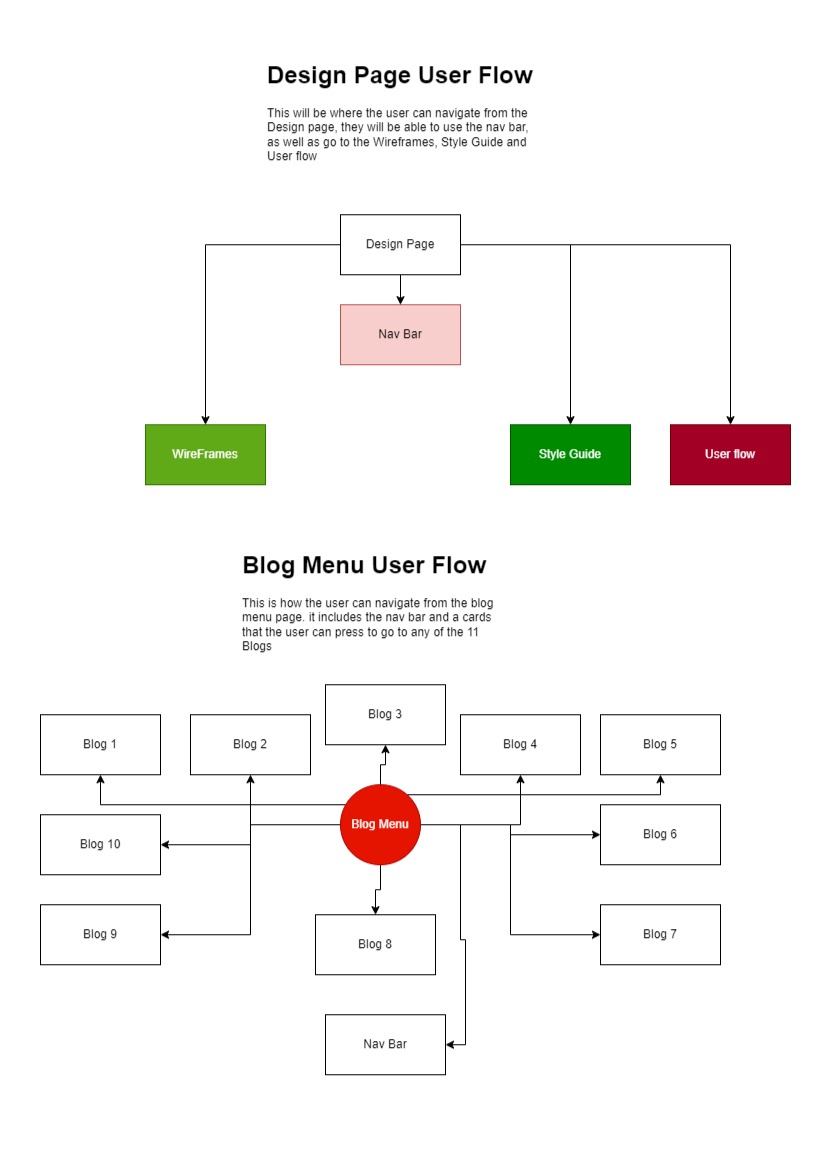 Design Page User Flow
This will be where the user can navigate from the
Design page, they will be able to use the nav bar,
as well as go to the Wireframes, Style Guide and
User flow
Design Page
Nav Bar
WireFrames
Style Guide
User flow
Blog Menu User Flow
This is how the user can navigate from the blog
menu page. it includes the nav bar and a cards
that the user can press to go to any of the 11
Blogs
Blog 3
Blog 1
Blog 2
Blog 4
Blog 5
Blog Menu
Blog 10
Blog 6
Blog 9
Blog 8
Blog 7
Nav Bar